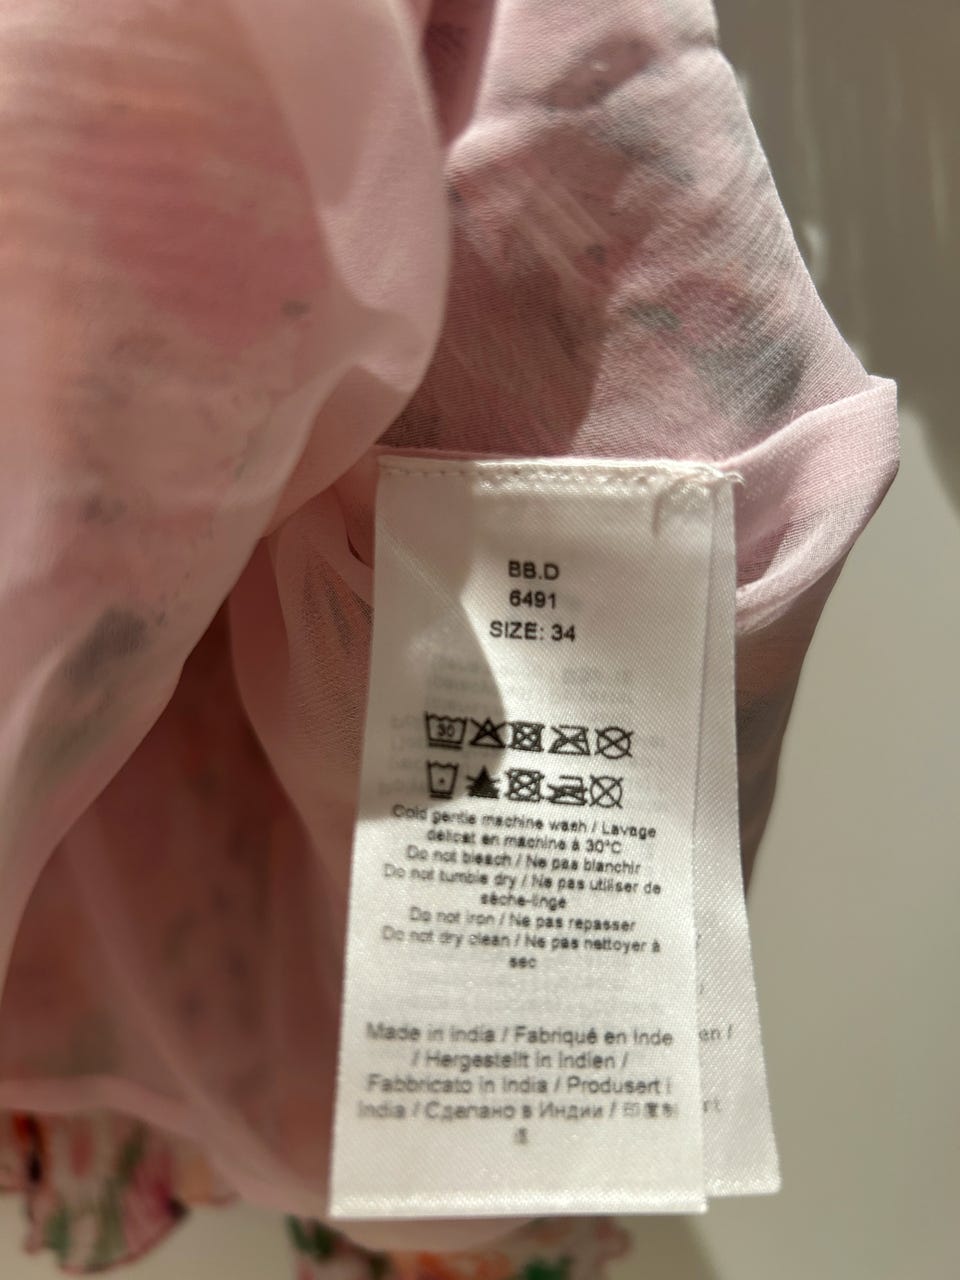 BB.D
6491
SIZE: 34
30
Cold gentle machine wash / Lavage
délicat en machine à 30°C
Do not bleach / Ne pas blanchir
Do not tumble dry / Ne pas utiliser de
sèche-linge
Do not iron / Ne pas repasser
Do not dry clean / Ne pas nettoyer à
sec
Made in India / Fabriqué en Inde
/ Hergestellt in Indien /
Fabbricato in India / Produsert i
India / Сделано в Индии / 印度制
造
en /
rt